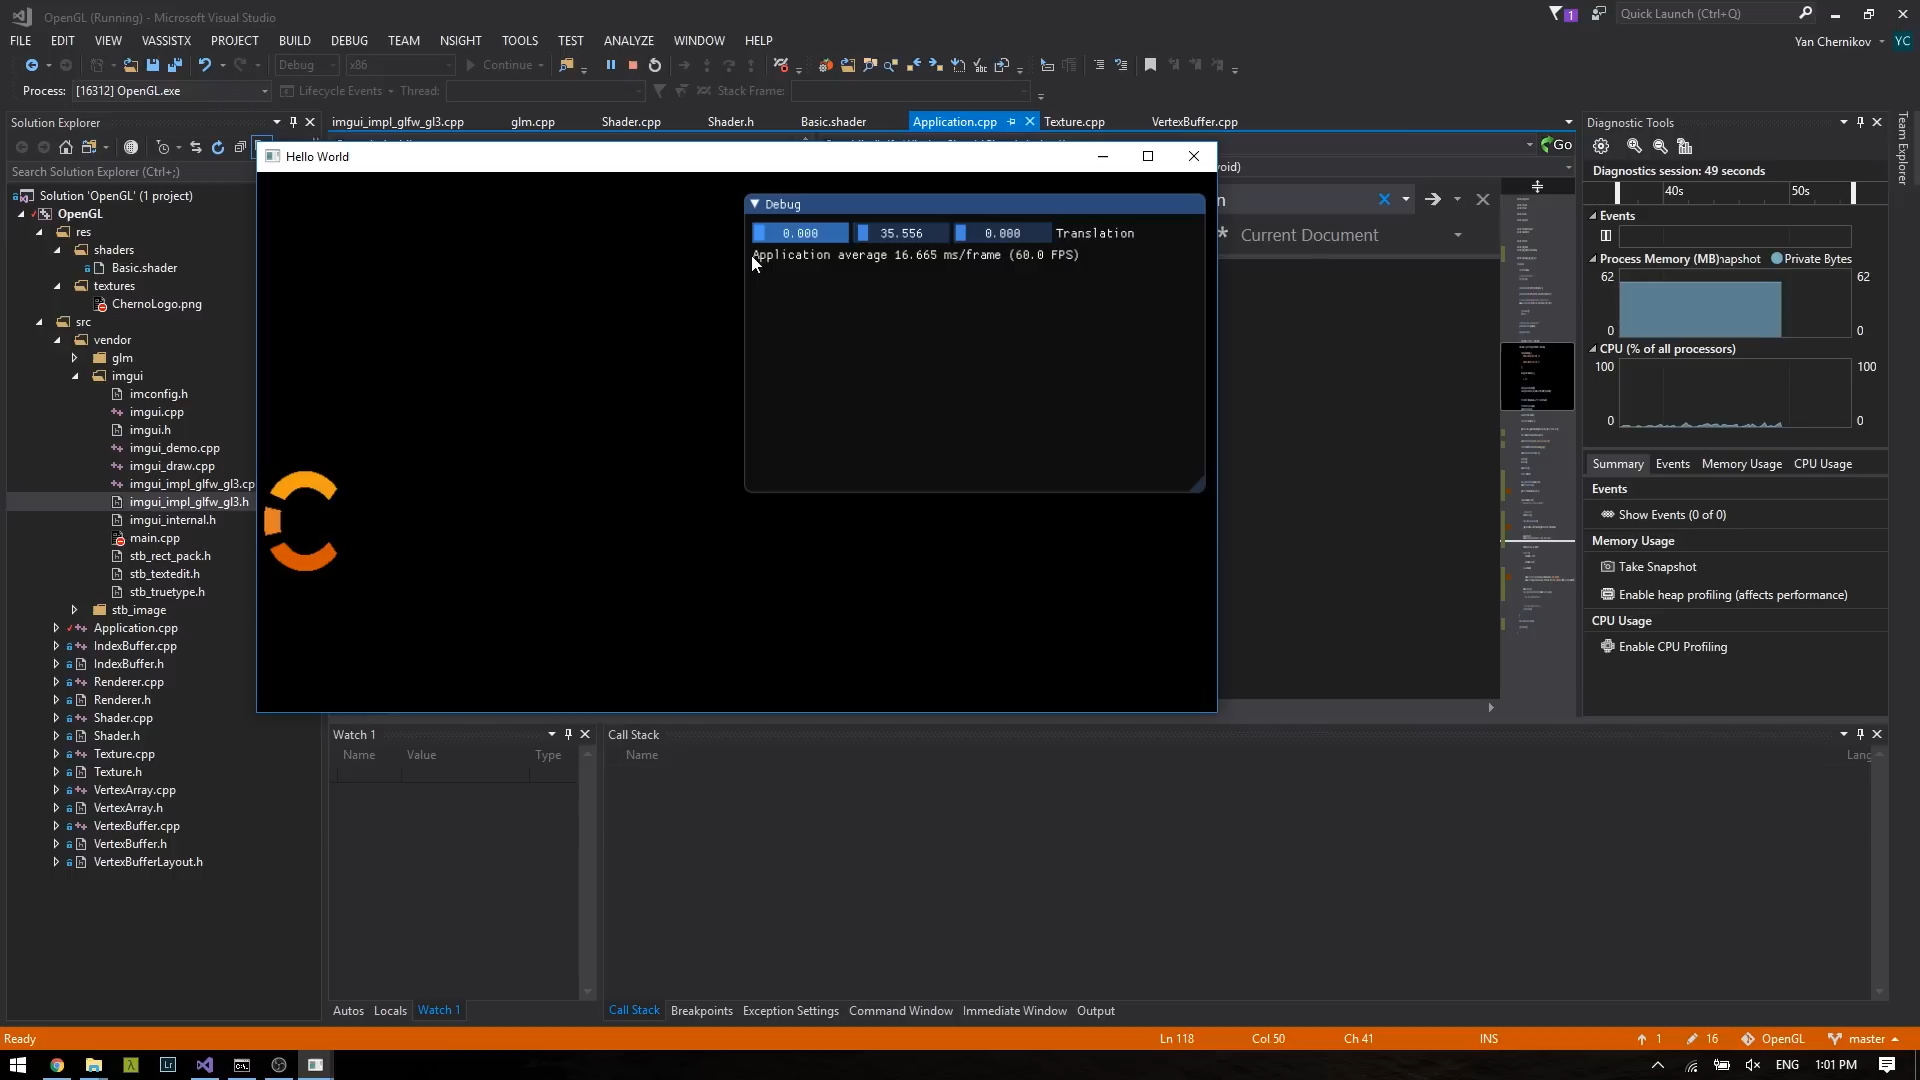 OpenGL (Running) - Microsoft Visual Studio
1
Quick Launch (Ctrl+Q)
FILE EDIT VIEW VASSISTX PROJECT BUILD DEBUG TEAM NSIGHT TOOLS TEST ANALYZE WINDOW HELP
Yan Chernikov YC
Debug x86 Continue
Process: [16312] OpenGL.exe Lifecycle Events Thread: Stack Frame:
Solution Explorer
Search Solution Explorer (Ctrl+;)
Solution 'OpenGL' (1 project)
OpenGL
res
shaders
Basic.shader
textures
ChernoLogo.png
src
vendor
glm
imgui
imconfig.h
imgui.cpp
imgui.h
imgui_demo.cpp
imgui_draw.cpp
imgui_impl_glfw_gl3.cp
imgui_impl_glfw_gl3.h
imgui_internal.h
main.cpp
stb_rect_pack.h
stb_textedit.h
stb_truetype.h
stb_image
Application.cpp
IndexBuffer.cpp
IndexBuffer.h
Renderer.cpp
Renderer.h
Shader.cpp
Shader.h
Texture.cpp
Texture.h
VertexArray.cpp
VertexArray.h
VertexBuffer.cpp
VertexBuffer.h
VertexBufferLayout.h
imgui_impl_glfw_gl3.cpp glm.cpp Shader.cpp Shader.h Basic.shader Application.cpp Texture.cpp VertexBuffer.cpp
Go
void)
n
* Current Document
Hello World
Debug
0.000 35.556 0.000 Translation
Application average 16.665 ms/frame (60.0 FPS)
Diagnostic Tools
Diagnostics session: 49 seconds
40s 50s
Events
Process Memory (MB) napshot Private Bytes
62 62
0 0
CPU (% of all processors)
100 100
0 0
Summary Events Memory Usage CPU Usage
Events
Show Events (0 of 0)
Memory Usage
Take Snapshot
Enable heap profiling (affects performance)
CPU Usage
Enable CPU Profiling
Team Explorer
Watch 1
Name Value Type
Autos Locals Watch 1
Call Stack
Name Lang
Call Stack Breakpoints Exception Settings Command Window Immediate Window Output
Ready Ln 118 Col 50 Ch 41 INS 1 16 OpenGL master
Lr
ENG 1:01 PM